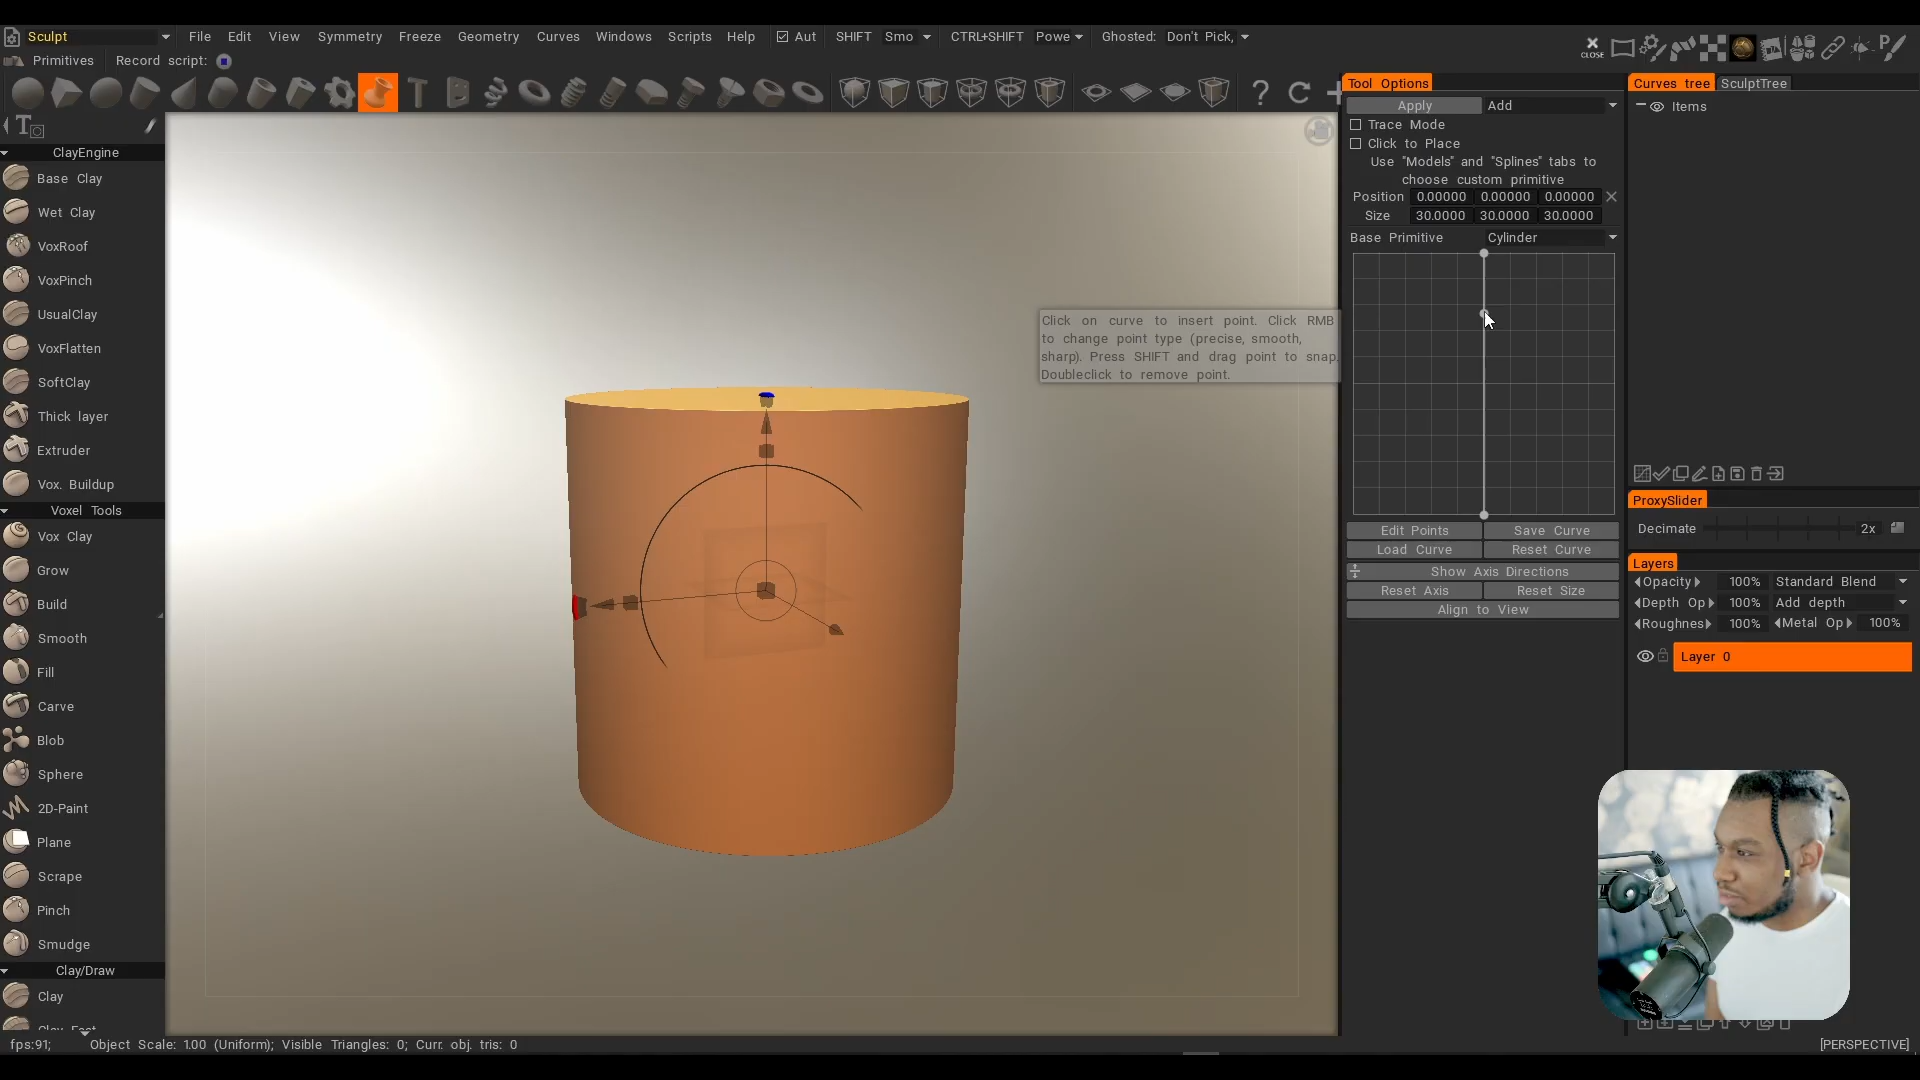 Sculpt
File Edit View Symmetry Freeze Geometry Curves Windows Scripts Help Aut SHIFT Smo CTRL+SHIFT Powe Ghosted: Don't Pick,
CLOSE
Primitives Record script:
ClayEngine
Base Clay
Wet Clay
VoxRoof
VoxPinch
UsualClay
VoxFlatten
SoftClay
Thick layer
Extruder
Vox. Buildup
Voxel Tools
Vox Clay
Grow
Build
Smooth
Fill
Carve
Blob
Sphere
2D-Paint
Plane
Scrape
Pinch
Smudge
Clay/Draw
Clay
Click on curve to insert point. Click RMB
to change point type (precise, smooth,
sharp). Press SHIFT and drag point to snap.
Doubleclick to remove point.
Tool Options
Apply Add
Trace Mode
Click to Place
Use "Models" and "Splines" tabs to
choose custom primitive
Position 0.00000 0.00000 0.00000
Size 30.0000 30.0000 30.0000
Base Primitive Cylinder
Edit Points Save Curve
Load Curve Reset Curve
Show Axis Directions
Reset Axis Reset Size
Align to View
Curves tree SculptTree
Items
ProxySlider
Decimate 2x
Layers
Opacity 100% Standard Blend
Depth Op 100% Add depth
Roughness 100% Metal Op 100%
Layer 0
fps:91; Object Scale: 1.00 (Uniform); Visible Triangles: 0; Curr. obj. tris: 0
[PERSPECTIVE]